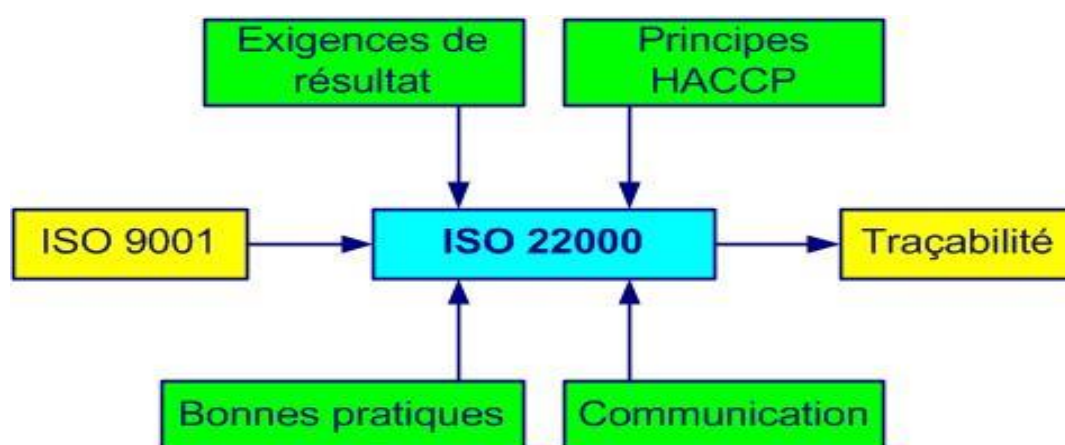 Exigences de
résultat
Principes
HACCP
ISO 9001
ISO 22000
Traçabilité
Bonnes pratiques
Communication